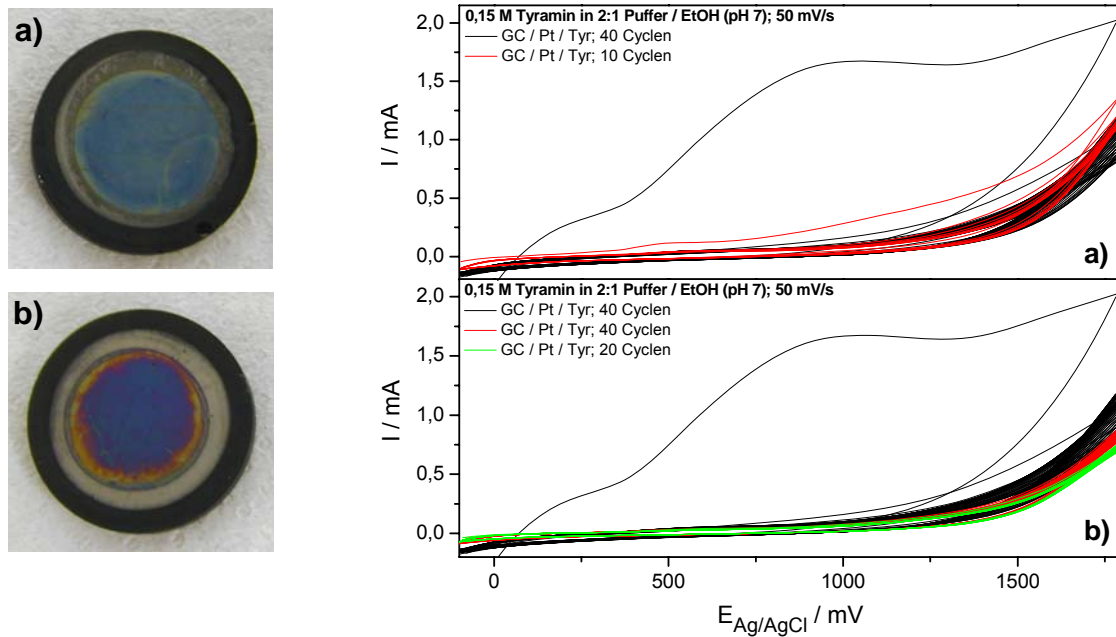 a)
b)
0,15 M Tyramin in 2:1 Puffer / EtOH (pH 7); 50 mV/s
GC / Pt / Tyr; 40 Cyclen
GC / Pt / Tyr; 10 Cyclen
2,0
1,5
1,0
0,5
0,0
I / mA
a)
0,15 M Tyramin in 2:1 Puffer / EtOH (pH 7); 50 mV/s
GC / Pt / Tyr; 40 Cyclen
GC / Pt / Tyr; 40 Cyclen
GC / Pt / Tyr; 20 Cyclen
2,0
1,5
1,0
0,5
0,0
I / mA
b)
0
500
1000
1500
E Ag/AgCl / mV